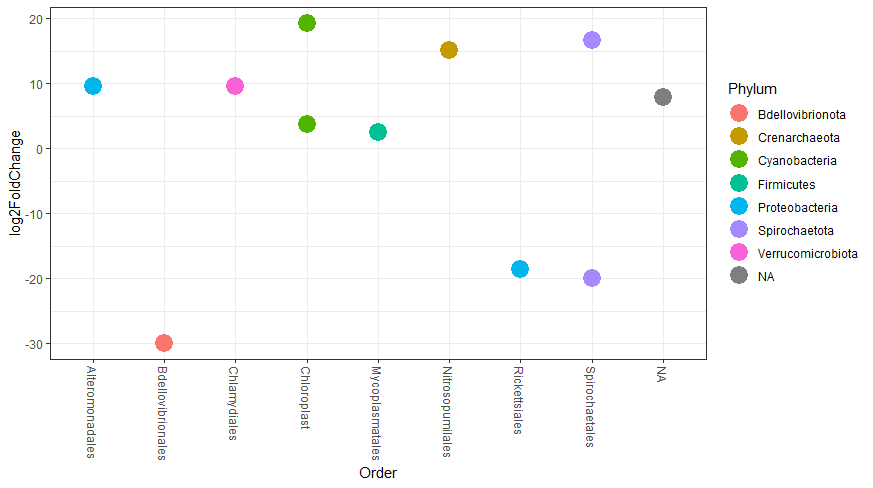 20
10
0
-10
-20
-30
log2FoldChange
Alteromonadales
Bdellovibrionales
Chlamydiales
Chloroplast
Mycoplasmatales
Nitrosopumilales
Rickettsiales
Spirochaetales
NA
Order
Phylum
Bdellovibrionota
Crenarchaeota
Cyanobacteria
Firmicutes
Proteobacteria
Spirochaetota
Verrucomicrobiota
NA